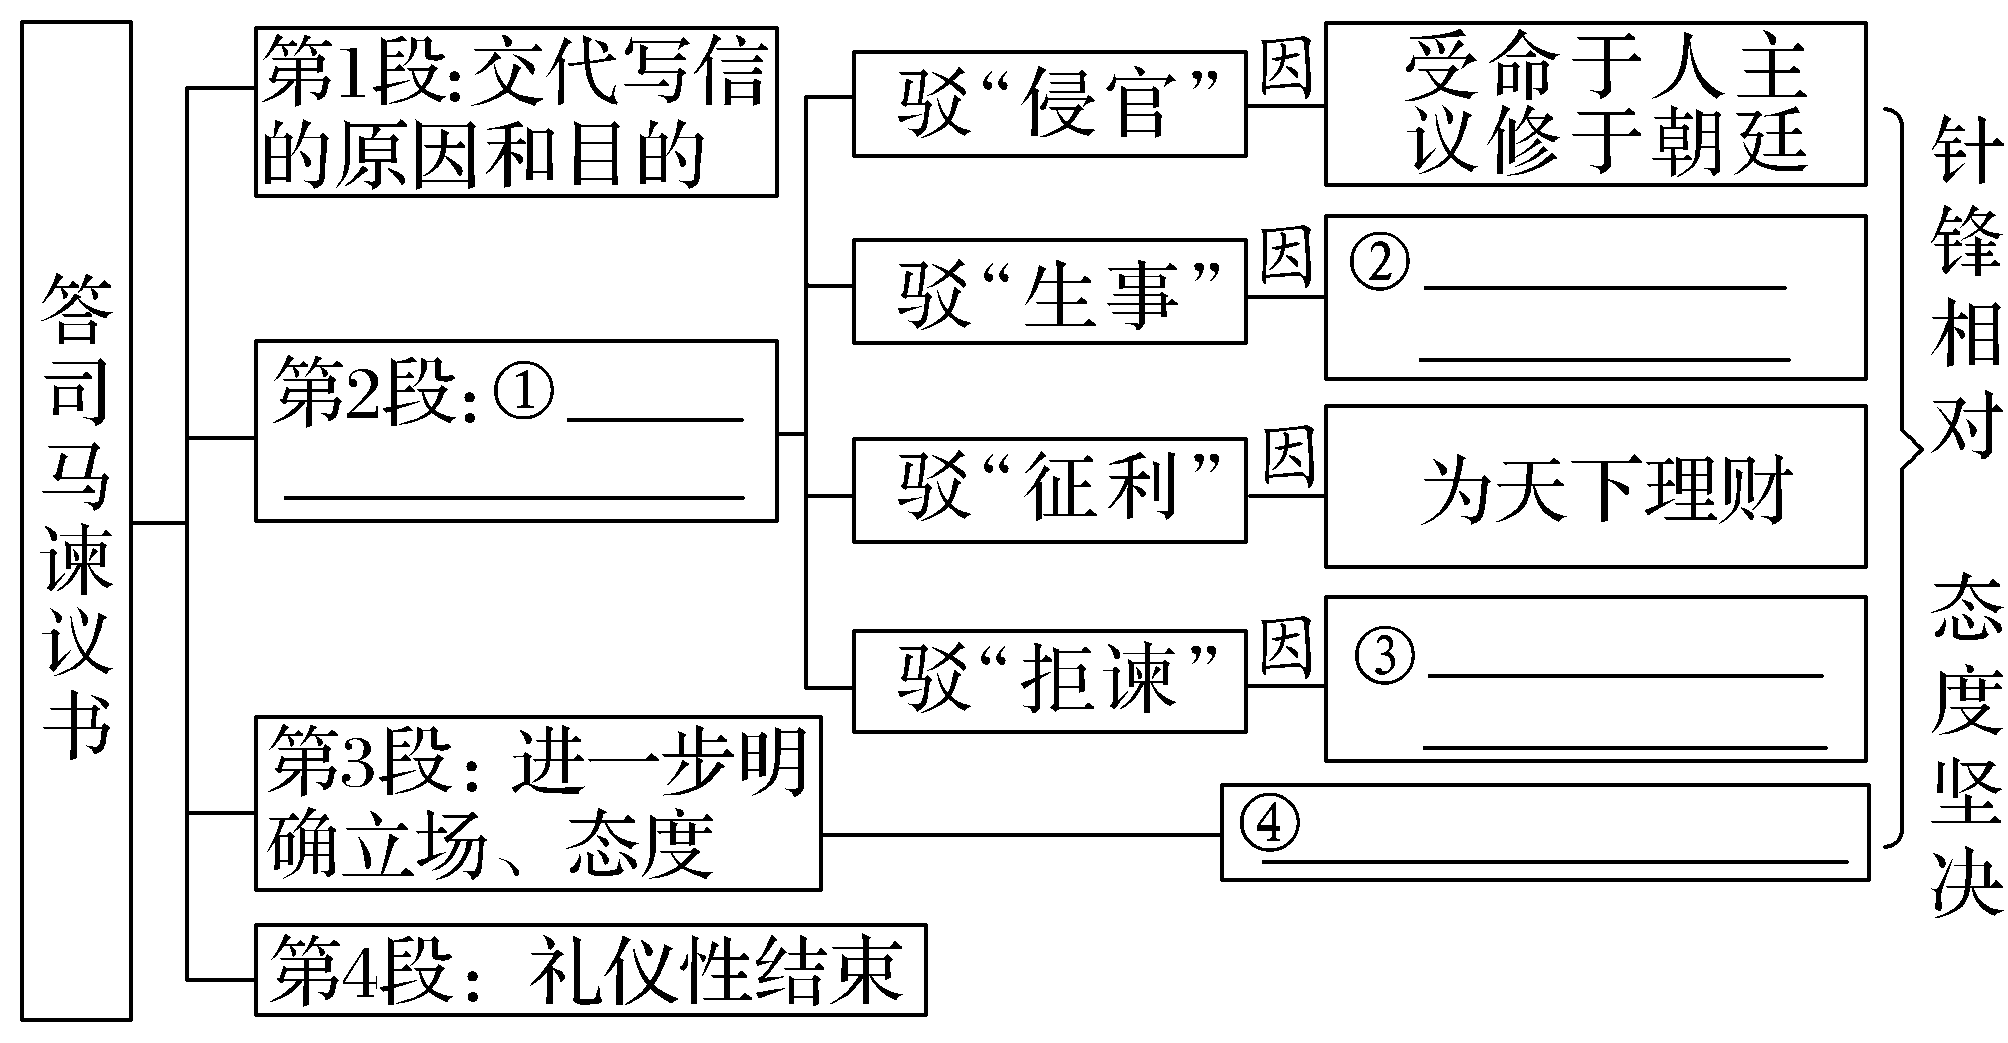 答司马谏议书
第1段:交代写信
的原因和目的
第2段:①
驳“侵官”
因
受命于人主
议修于朝廷
驳“生事”
因
②
驳“征利”
因
为天下理财
驳“拒谏”
因
③
第3段:进一步明
确立场、态度
④
第4段:礼仪性结束
针锋相对 态度坚决